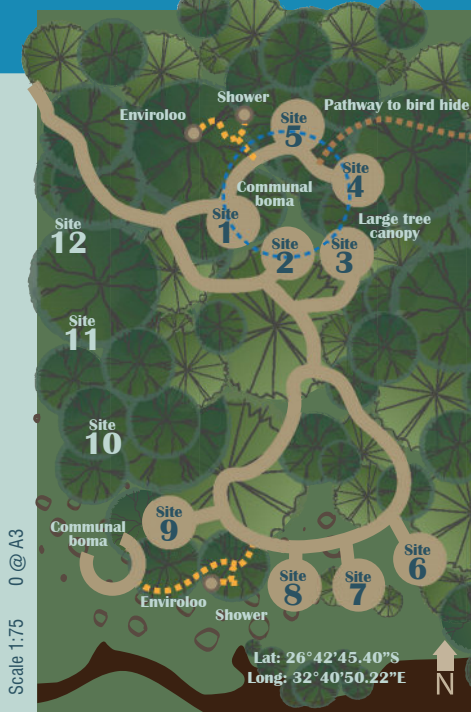 Shower
Enviroloo
Site
5
Pathway to bird hide
Site
4
Communal
boma
Site
1
Large tree
canopy
Site
2
Site
3
Site
12
Site
11
Site
10
Site
9
Communal
boma
Enviroloo
Shower
Site
8
Site
7
Site
6
Lat: 26°42'45.40"S
Long: 32°40'50.22"E
N
Scale 1:75 0 @ A3